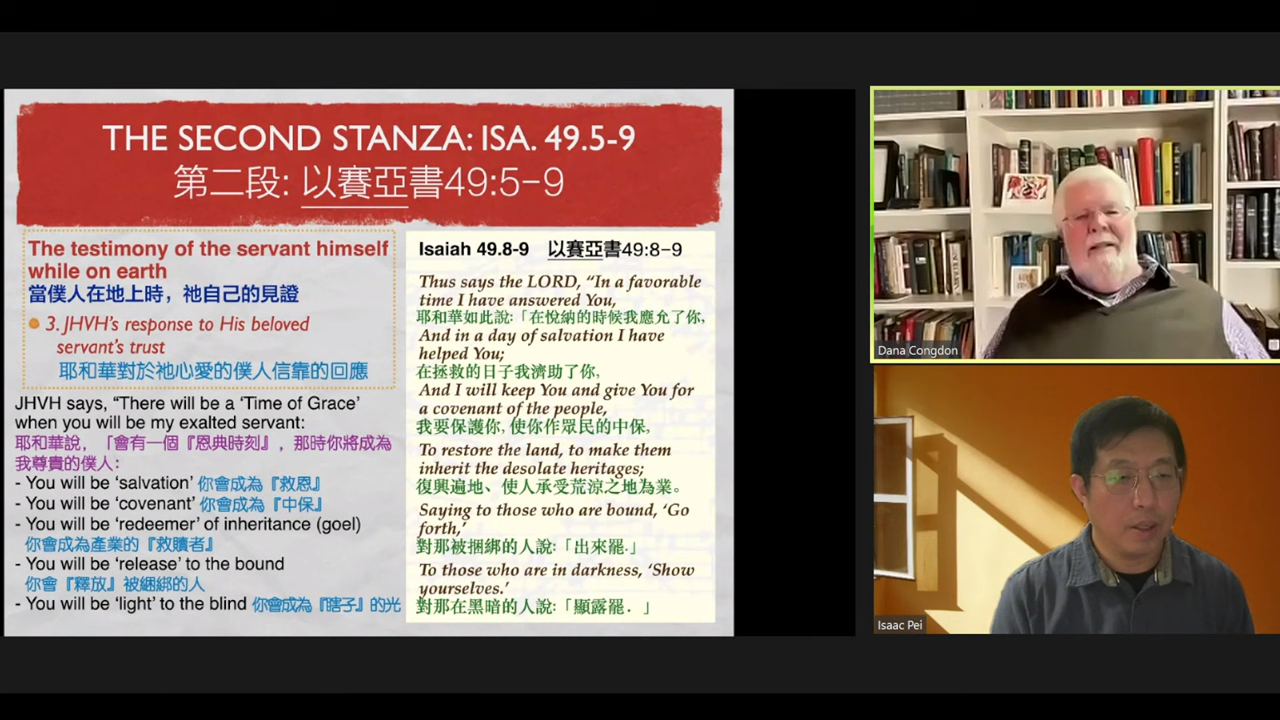 THE SECOND STANZA: ISA. 49.5-9
第二段: 以賽亞書49:5-9
The testimony of the servant himself
while on earth
當僕人在地上時，祂自己的見證
3. JHVH’s response to His beloved
servant’s trust
耶和華對於祂心愛的僕人信靠的回應
JHVH says, “There will be a ‘Time of Grace’
when you will be my exalted servant:
耶和華說，「會有一個『恩典時刻』，那時你將成為
我尊貴的僕人：
- You will be ‘salvation’ 你會成為『救恩』
- You will be ‘covenant’ 你會成為『中保』
- You will be ‘redeemer’ of inheritance (goel)
你會成為產業的『救贖者』
- You will be ‘release’ to the bound
你會『釋放』被綑綁的人
- You will be ‘light’ to the blind 你會成為『瞎子』的光
Isaiah 49.8-9 以賽亞書49:8-9
Thus says the LORD, “In a favorable
time I have answered You,
耶和華如此說:「在悅納的時候我應允了你,
And in a day of salvation I have
helped You;
在拯救的日子我濟助了你,
And I will keep You and give You for
a covenant of the people,
我要保護你, 使你作眾民的中保,
To restore the land, to make them
inherit the desolate heritages;
復興遍地、使人承受荒涼之地為業。
Saying to those who are bound, ‘Go
forth,’
對那被捆綁的人說:「出來罷.」
To those who are in darkness, ‘Show
yourselves.’
對那在黑暗的人說:「顯露罷．」
Dana Congdon
Isaac Pei